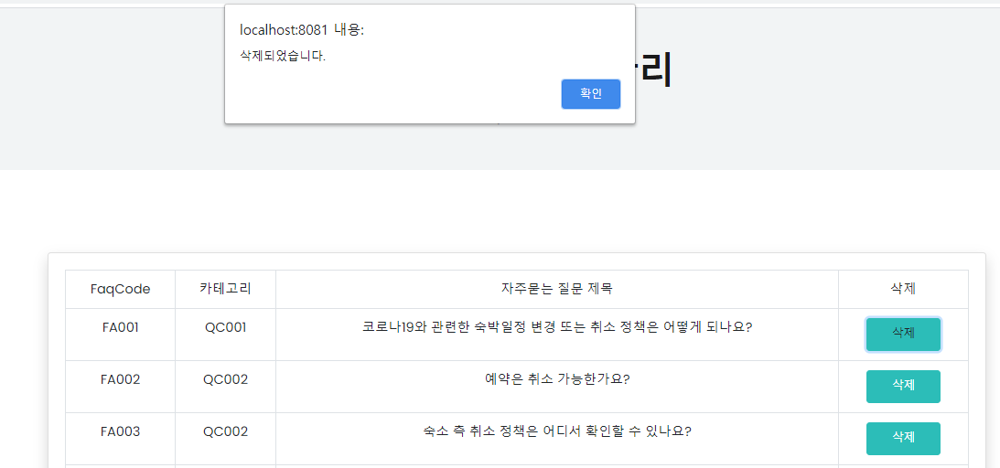 localhost:8081 내용:
삭제되었습니다.
확인
리
FaqCode 카테고리 자주묻는 질문 제목 삭제
FA001 QC001 코로나19와 관련한 숙박일정 변경 또는 취소 정책은 어떻게 되나요? 삭제
FA002 QC002 예약은 취소 가능한가요? 삭제
FA003 QC002 숙소 즉 취소 정책은 어디서 확인할 수 있나요? 삭제